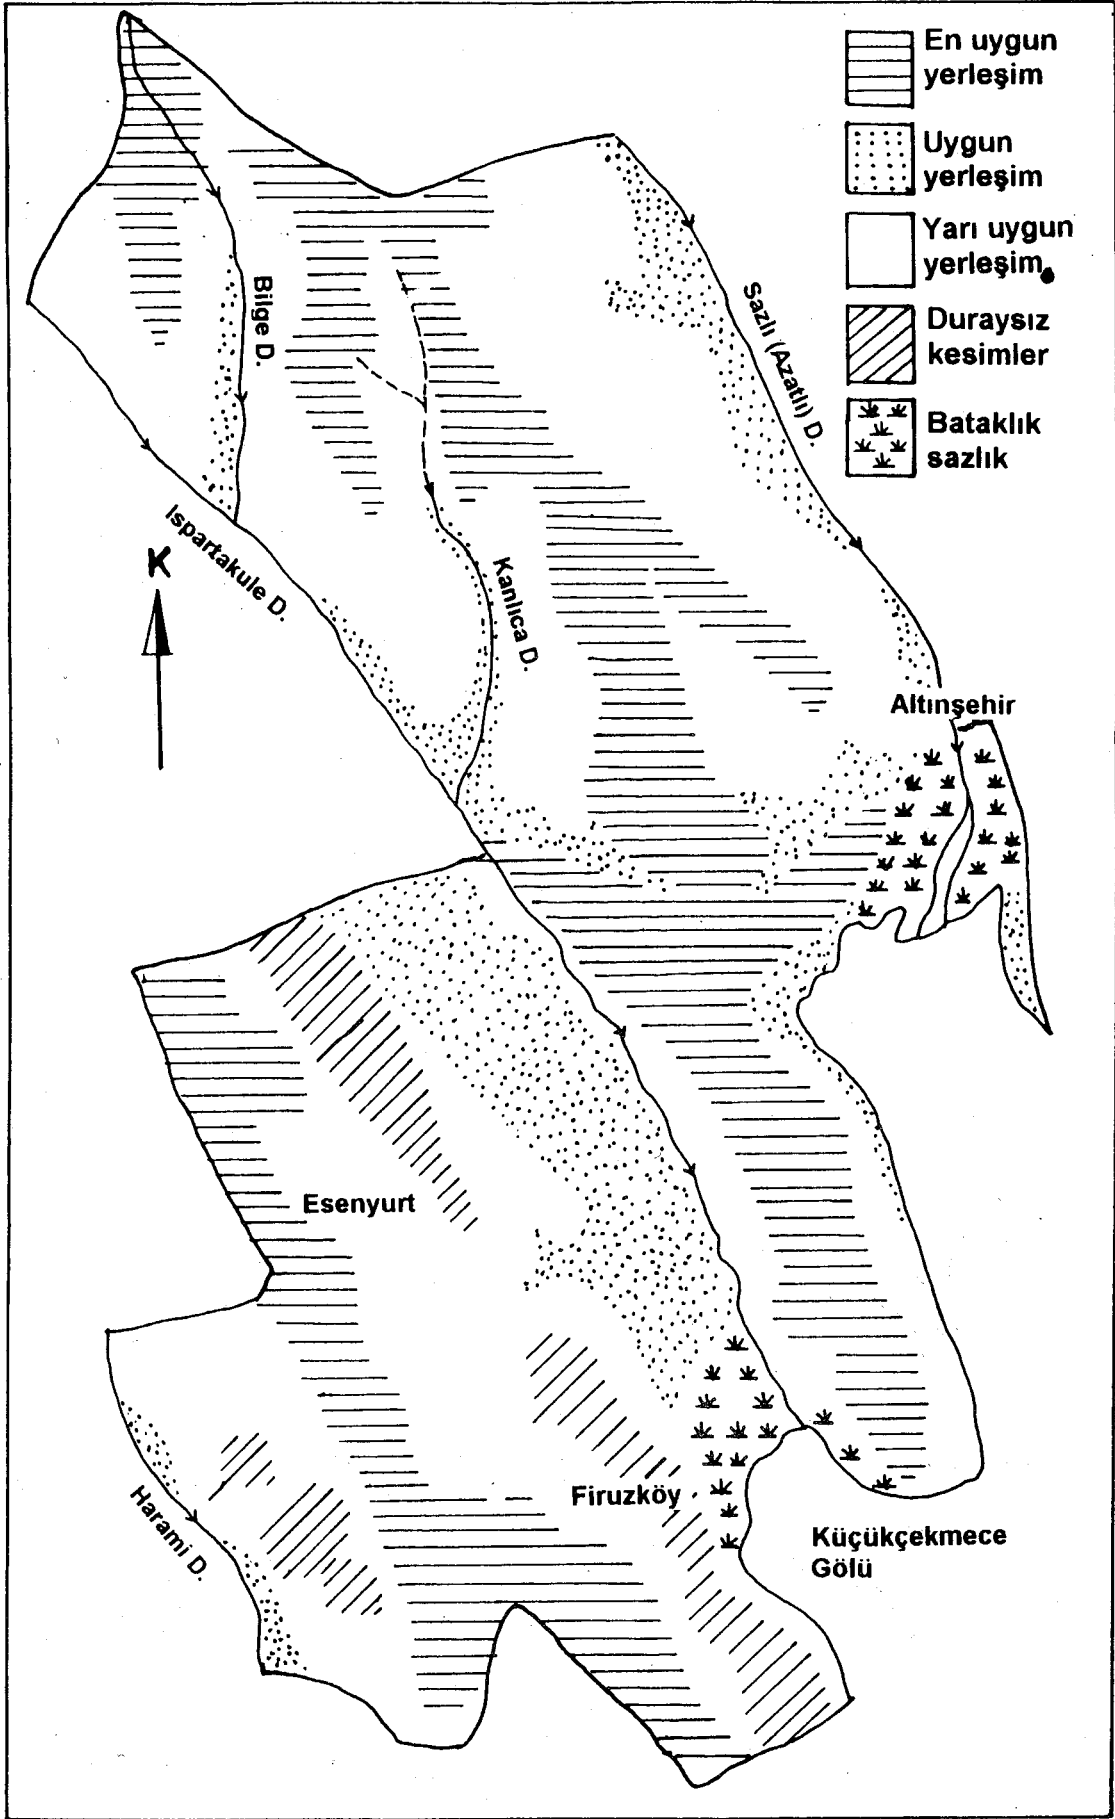 En uygun
yerleşim
Uygun
yerleşim
Yarı uygun
yerleşim
Duraysız
kesimler
Bataklık
sazlık
Bilge D.
Sazlı (Azatlı) D.
Ispartakule D.
K
Kanlıca D.
Altınşehir
Esenyurt
Firuzköy
Harami D.
Küçükçekmece
Gölü